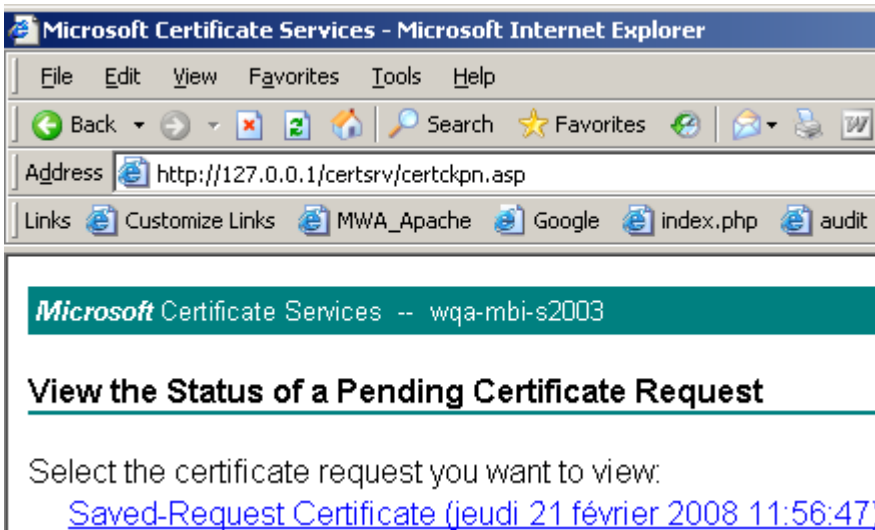 Microsoft Certificate Services - Microsoft Internet Explorer
File Edit View Favorites Tools Help
Back Search Favorites
Address http://127.0.0.1/certsrv/certckpn.asp
Links Customize Links MWA_Apache Google index.php audit
Microsoft Certificate Services -- wqa-mbi-s2003
View the Status of a Pending Certificate Request
Select the certificate request you want to view:
Saved-Request Certificate (jeudi 21 février 2008 11:56:47)